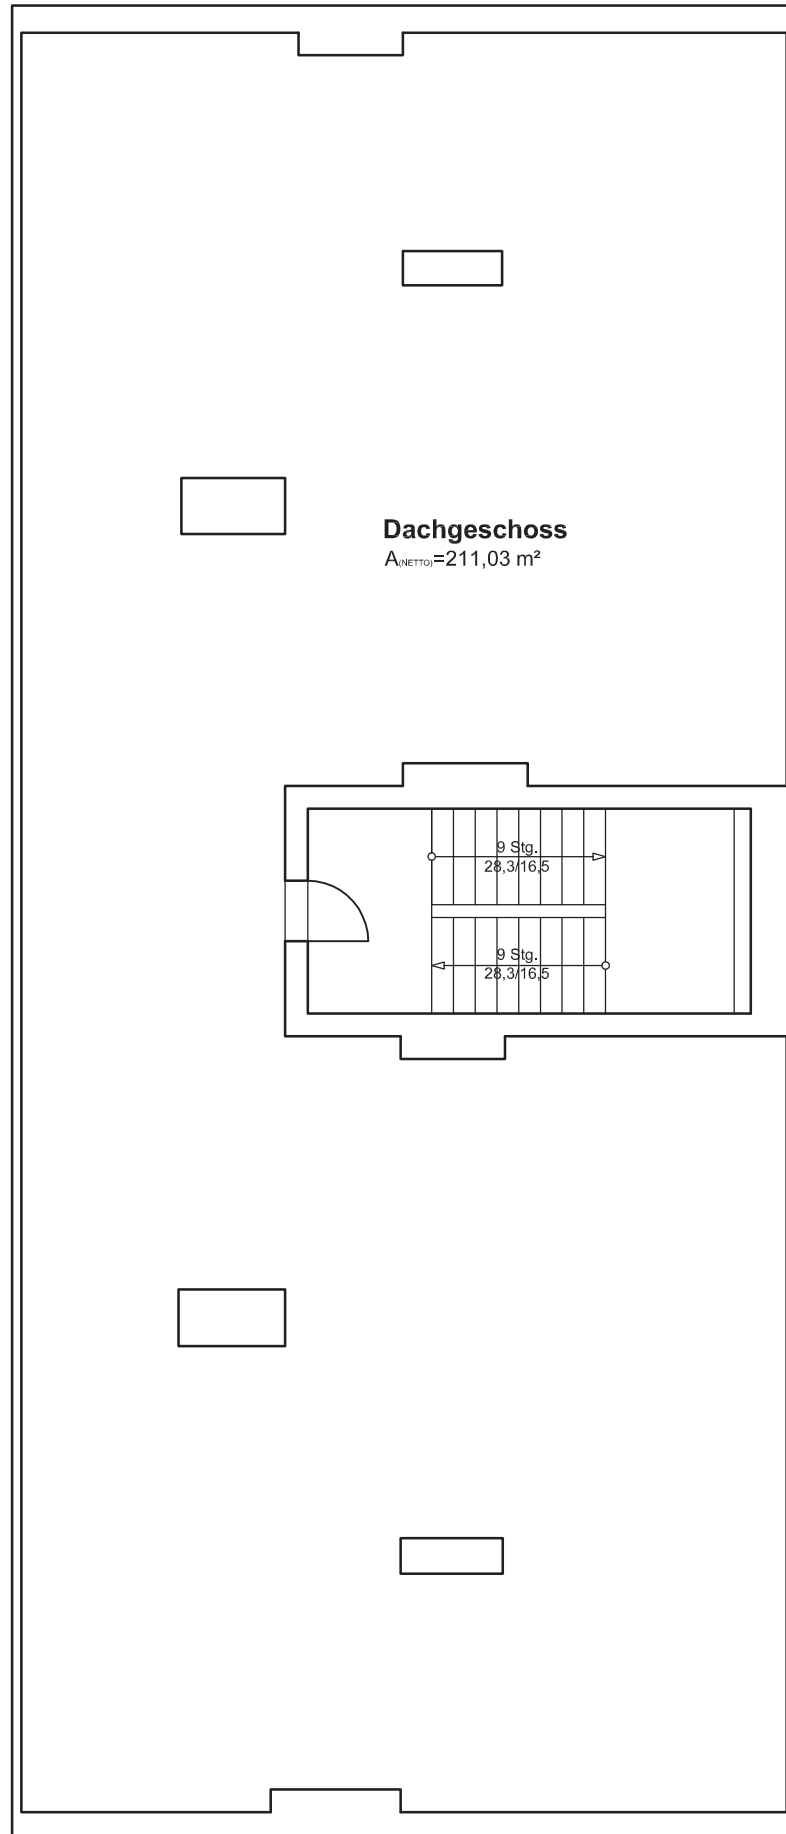 Dachgeschoss
A(NETTO)=211,03 m²
9 Stg.
28,3/16,5
9 Stg.
28,3/16,5